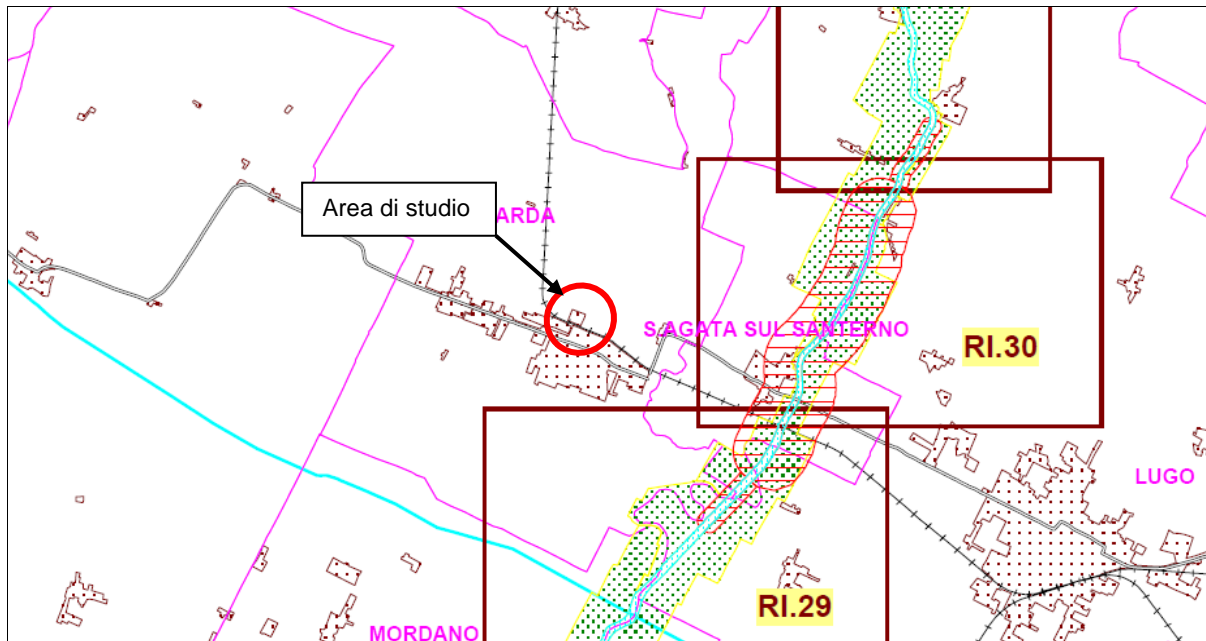 Area di studio
ARDA
S.AGATA SUL SANTERNO
RI.30
LUGO
RI.29
MORDANO